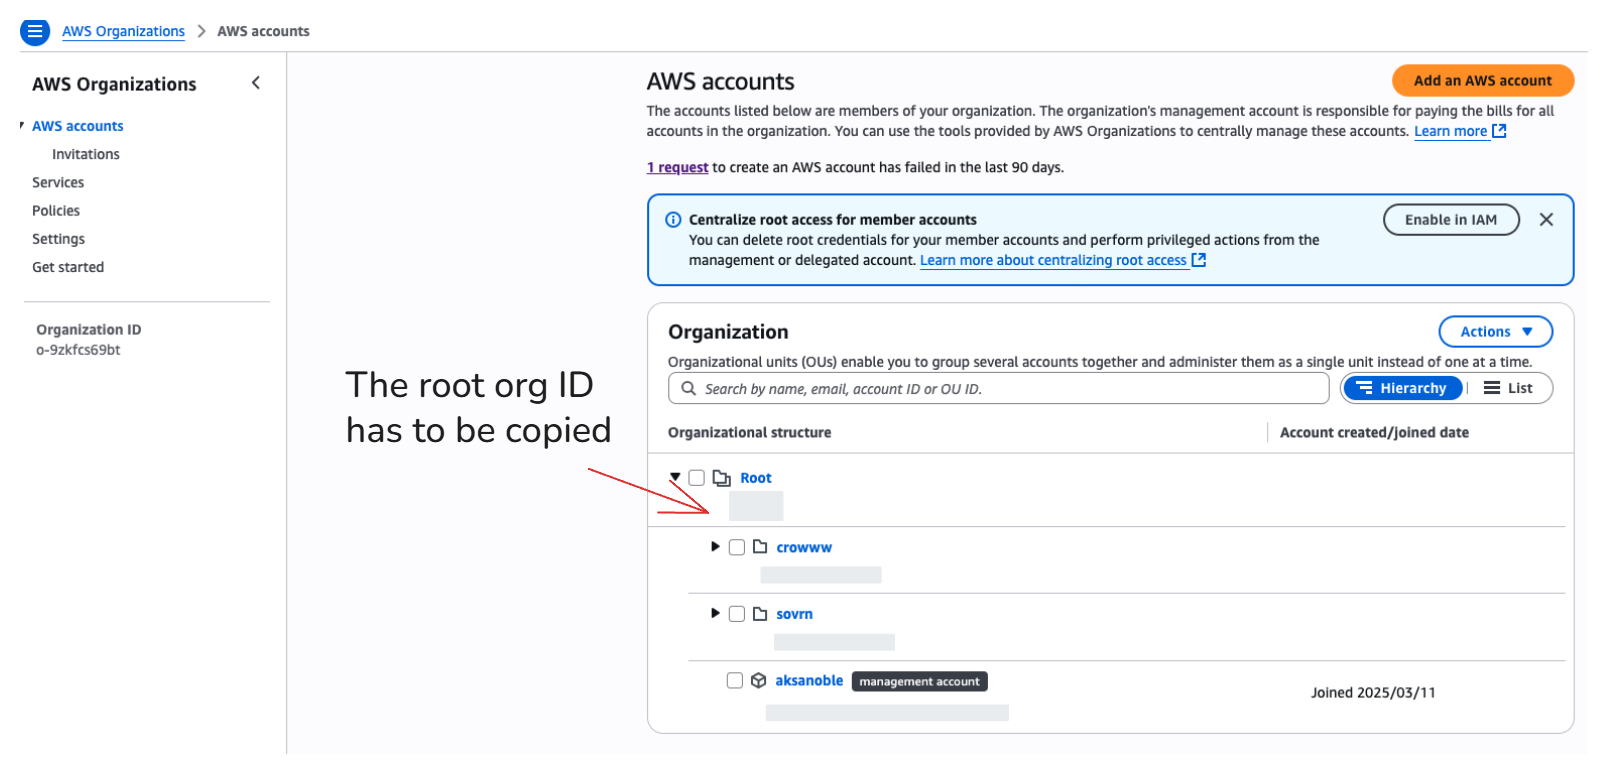 AWS Organizations > AWS accounts
AWS Organizations
AWS accounts
Invitations
Services
Policies
Settings
Get started
Organization ID
o-9zkfcs69bt
AWS accounts
Add an AWS account
The accounts listed below are members of your organization. The organization's management account is responsible for paying the bills for all
accounts in the organization. You can use the tools provided by AWS Organizations to centrally manage these accounts. Learn more
1 request to create an AWS account has failed in the last 90 days.
Centralize root access for member accounts
You can delete root credentials for your member accounts and perform privileged actions from the
management or delegated account. Learn more about centralizing root access
Enable in IAM
Organization
Actions
Organizational units (OUs) enable you to group several accounts together and administer them as a single unit instead of one at a time.
Search by name, email, account ID or OU ID.
Hierarchy
List
The root org ID
has to be copied
Organizational structure
Account created/joined date
Root
crowww
sovrn
aksanoble management account
Joined 2025/03/11